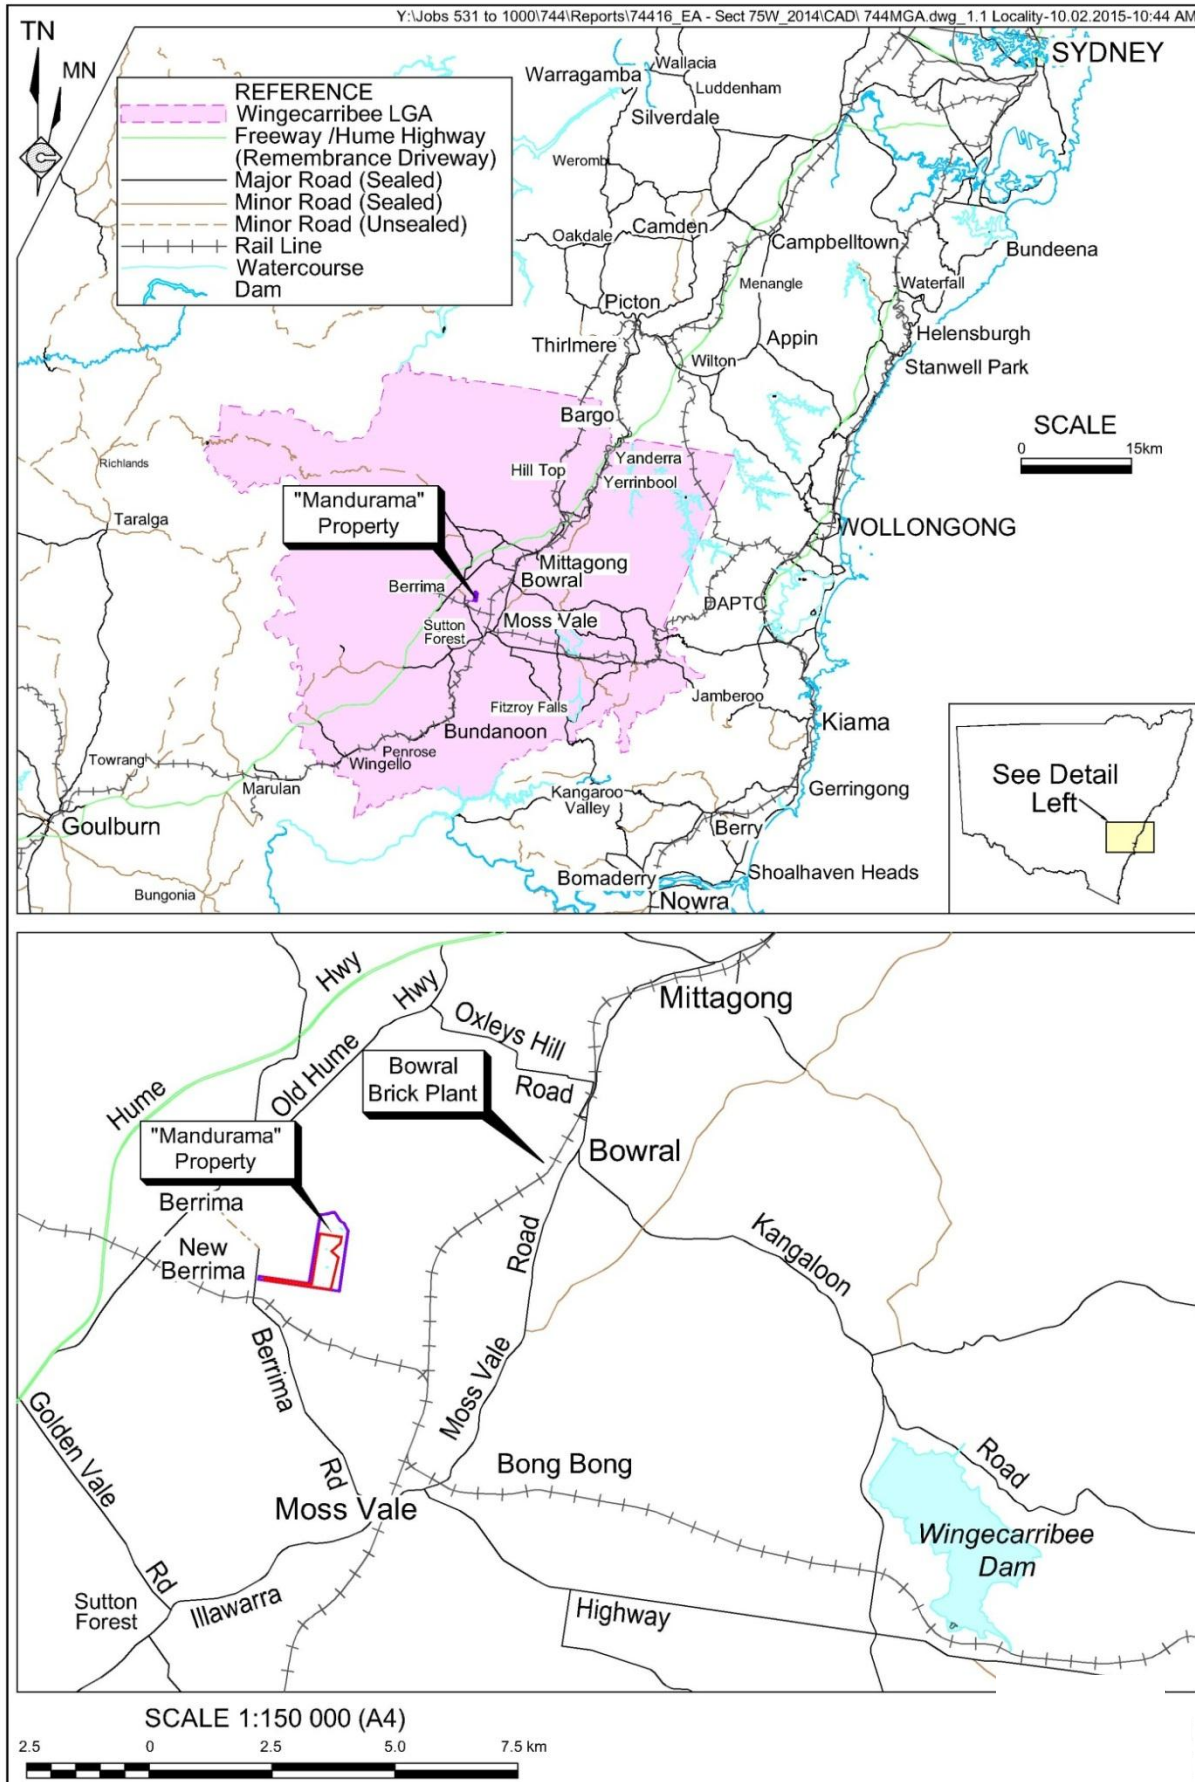 Y:\Jobs 531 to 1000\744\Reports\74416_EA - Sect 75W_2014\CAD\ 744MGA.dwg_1.1 Locality-10.02.2015-10:44 AM
TN
MN
REFERENCE
Wingecarribee LGA
Freeway /Hume Highway
(Remembrance Driveway)
Major Road (Sealed)
Minor Road (Sealed)
Minor Road (Unsealed)
Rail Line
Watercourse
Dam
SYDNEY
Wallacia
Warragamba
Luddenham
Silverdale
Weromb
Camden
Oakdale
Campbelltown
Bundeena
Menangle
Waterfall
Picton
Appin
Helensburgh
Thirlmere
Wilton
Stanwell Park
SCALE
0
15km
Bargo
Richlands
Hill Top
Yanderra
Yerrinbool
"Mandurama"
Property
Taralga
WOLLONGONG
Mittagong
Bowral
Berrima
DAPTO
Sutton
Forest
Moss Vale
Jamberoo
Fitzroy Falls
Kiama
Bundanoon
Penrose
Wingello
Towrang
Marulan
Kangaroo
Valley
Gerringong
Goulburn
Berry
Bomaderry
Shoalhaven Heads
Bungonia
Nowra
See Detail
Left
Hwy
Hwy
Mittagong
Oxleys Hill
Road
Old Hume
Bowral
Brick Plant
Hume
"Mandurama"
Property
Bowral
Berrima
Road
New
Berrima
Kangaloon
Berrima
Moss Vale
Golden Vale
Road
Bong Bong
Rd
Moss Vale
Wingecarribee
Dam
Rd
Sutton
Forest
Illawarra
Highway
SCALE 1:150 000 (A4)
2.5
0
2.5
5.0
7.5 km